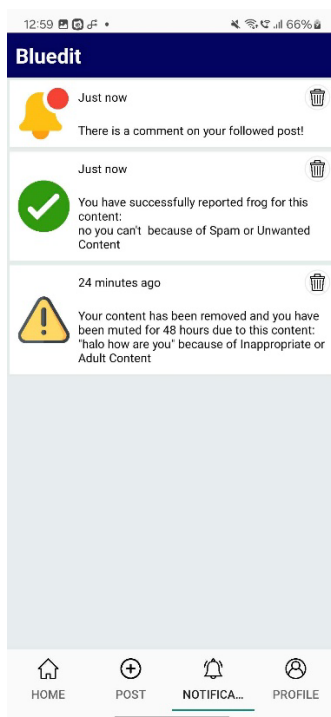 12:59
66%
Bluedit
Just now
There is a comment on your followed post!
Just now
You have successfully reported frog for this
content:
no you can't  because of Spam or Unwanted
Content
24 minutes ago
Your content has been removed and you have
been muted for 48 hours due to this content:
"halo how are you" because of Inappropriate or
Adult Content
HOME
POST
NOTIFICA...
PROFILE